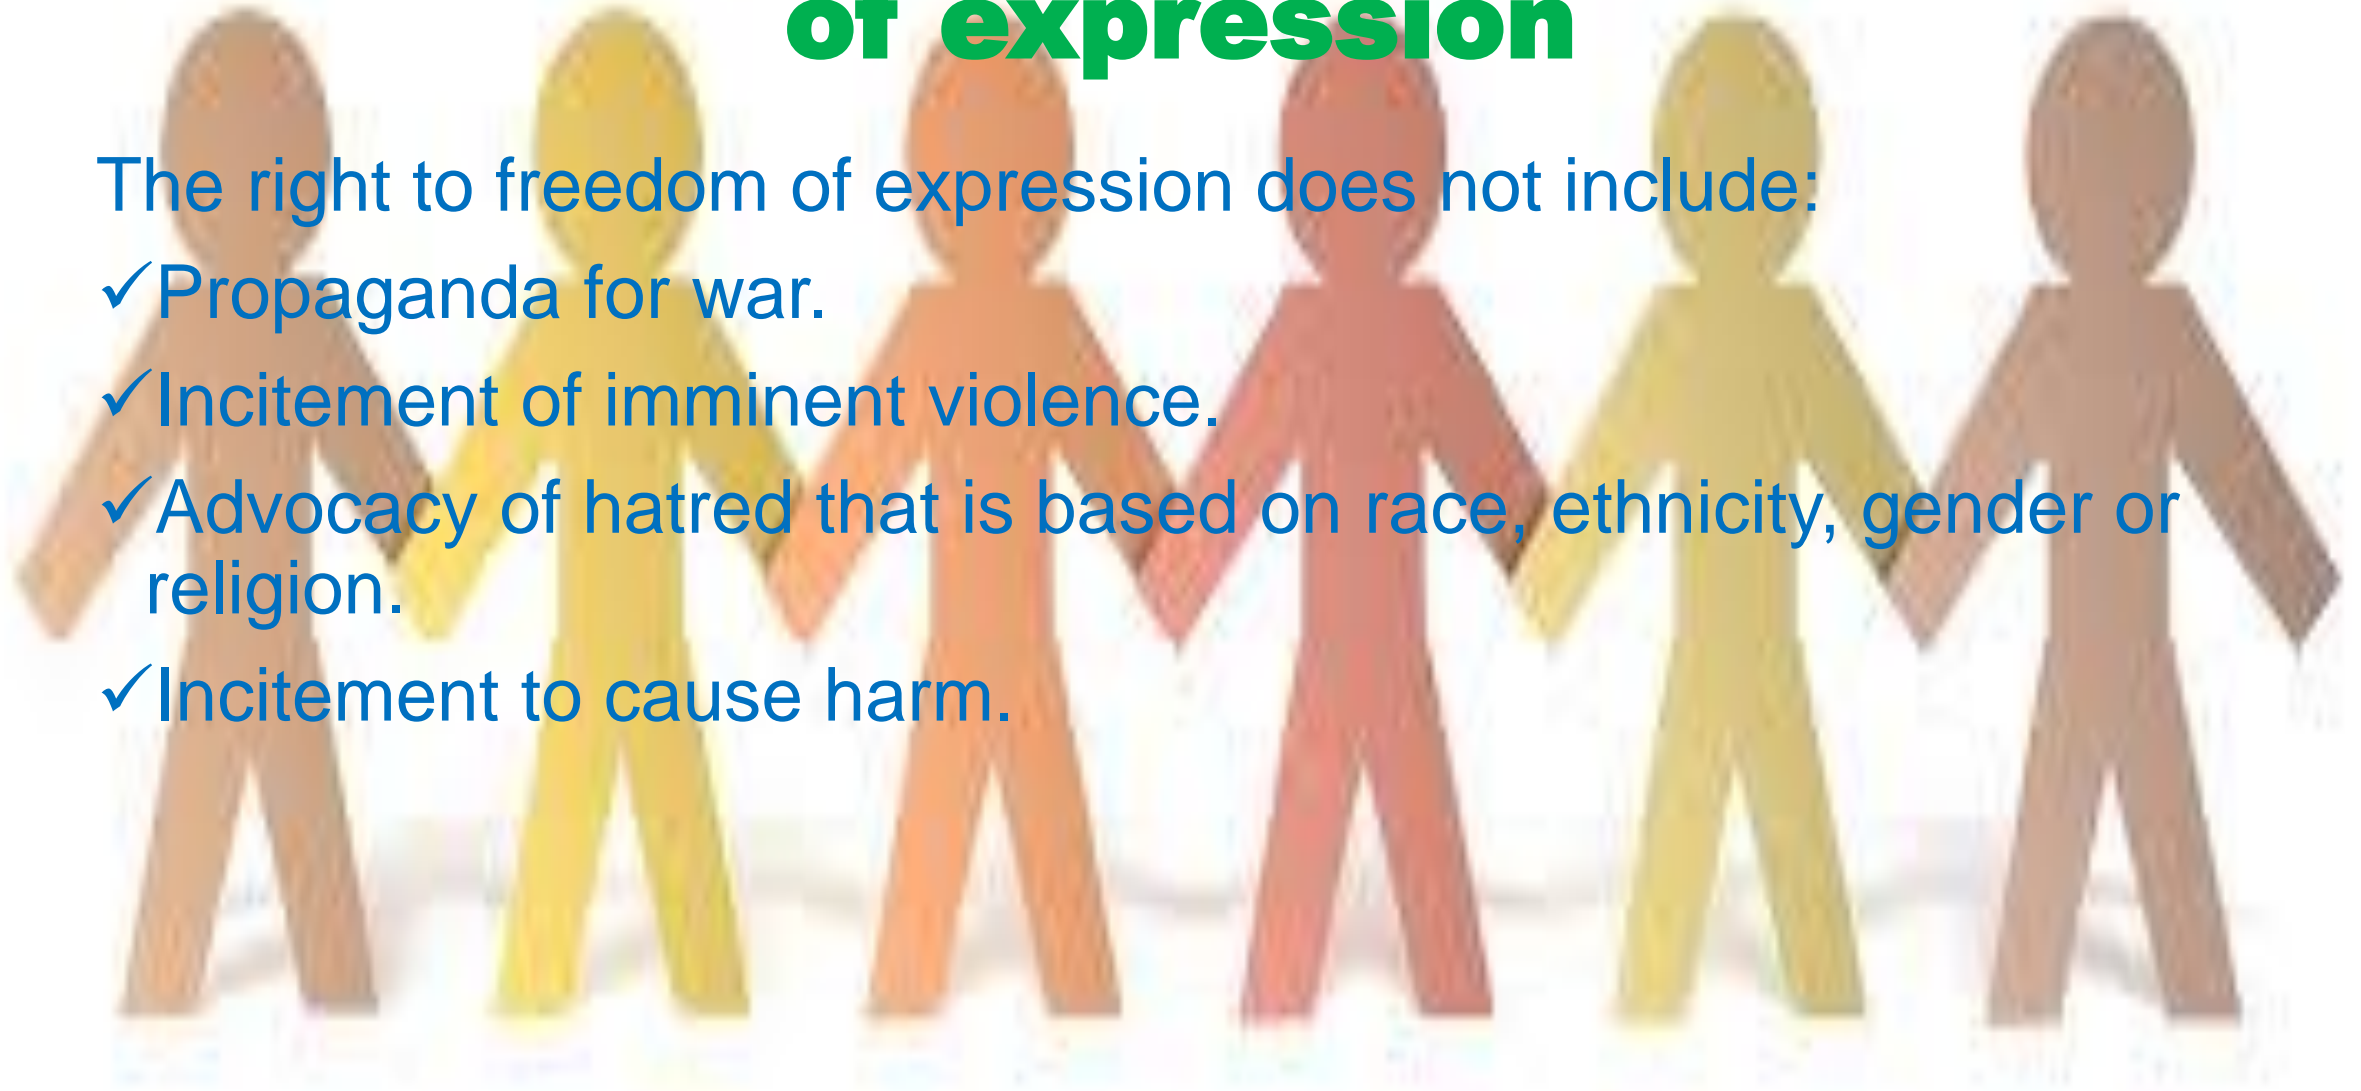 of expression
The right to freedom of expression does not include:
✓Propaganda for war.
✓Incitement of imminent violence.
✓Advocacy of hatred that is based on race, ethnicity, gender or
religion.
✓Incitement to cause harm.